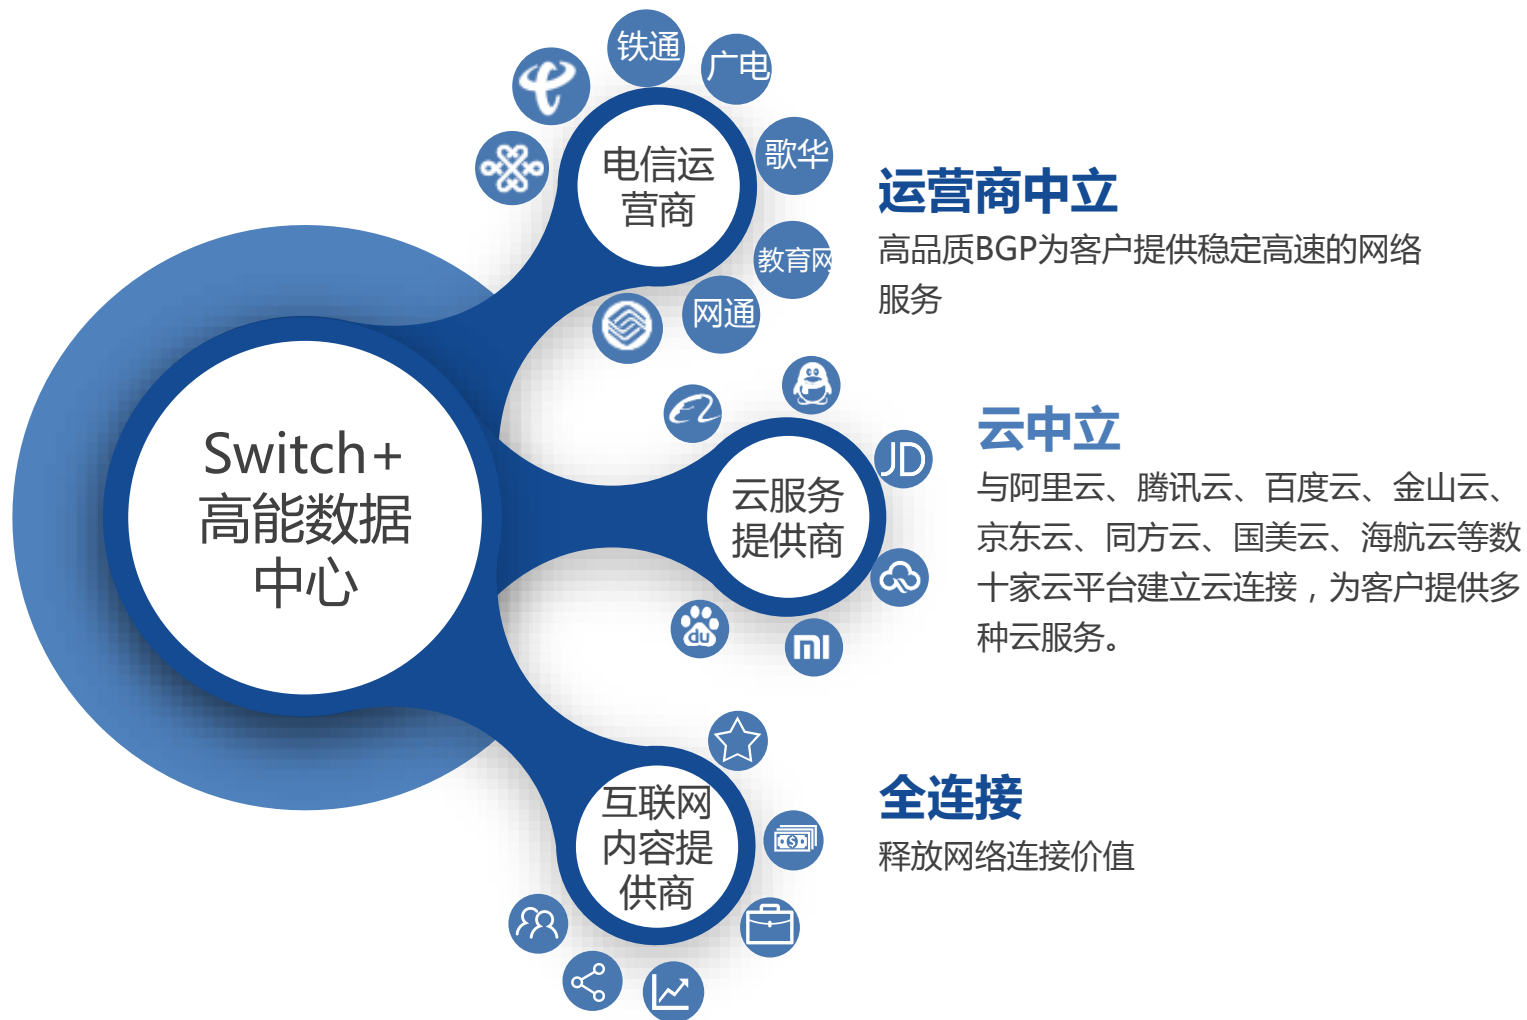 铁通
广电
歌华
教育网
网通
电信运
营商
运营商中立
高品质BGP为客户提供稳定高速的网络
服务
Switch+
高能数据
中心
JD
云服务
提供商
du
mi
云中立
与阿里云、腾讯云、百度云、金山云、
京东云、同方云、国美云、海航云等数
十家云平台建立云连接，为客户提供多
种云服务。
互联网
内容提
供商
全连接
释放网络连接价值